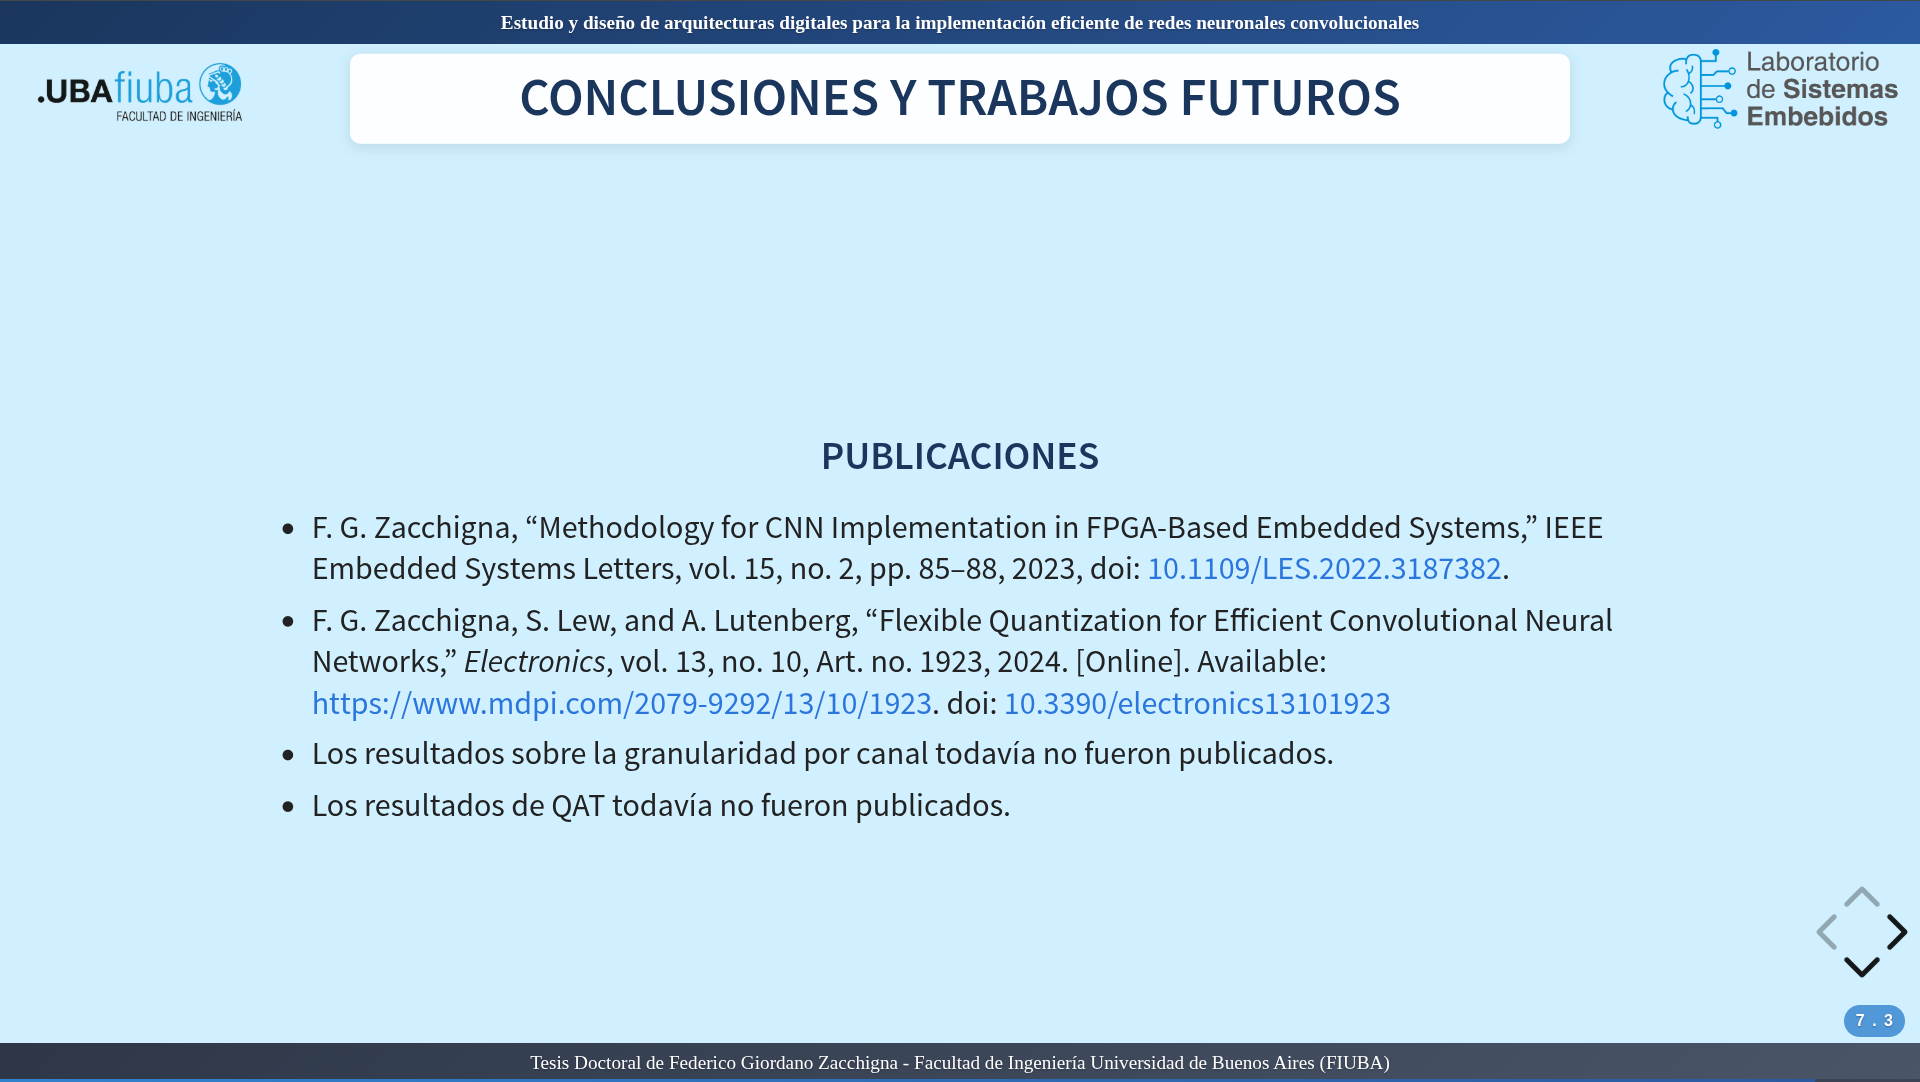 Estudio y diseño de arquitecturas digitales para la implementación eficiente de redes neuronales convolucionales
.UBAfiuba
FACULTAD DE INGENIERÍA
CONCLUSIONES Y TRABAJOS FUTUROS
Laboratorio
de Sistemas
Embebidos
PUBLICACIONES
• F. G. Zacchigna, “Methodology for CNN Implementation in FPGA-Based Embedded Systems,” IEEE
Embedded Systems Letters, vol. 15, no. 2, pp. 85–88, 2023, doi: 10.1109/LES.2022.3187382.
• F. G. Zacchigna, S. Lew, and A. Lutenberg, “Flexible Quantization for Efficient Convolutional Neural
Networks,” Electronics, vol. 13, no. 10, Art. no. 1923, 2024. [Online]. Available:
https://www.mdpi.com/2079-9292/13/10/1923. doi: 10.3390/electronics13101923
• Los resultados sobre la granularidad por canal todavía no fueron publicados.
• Los resultados de QAT todavía no fueron publicados.
7 . 3
Tesis Doctoral de Federico Giordano Zacchigna - Facultad de Ingeniería Universidad de Buenos Aires (FIUBA)